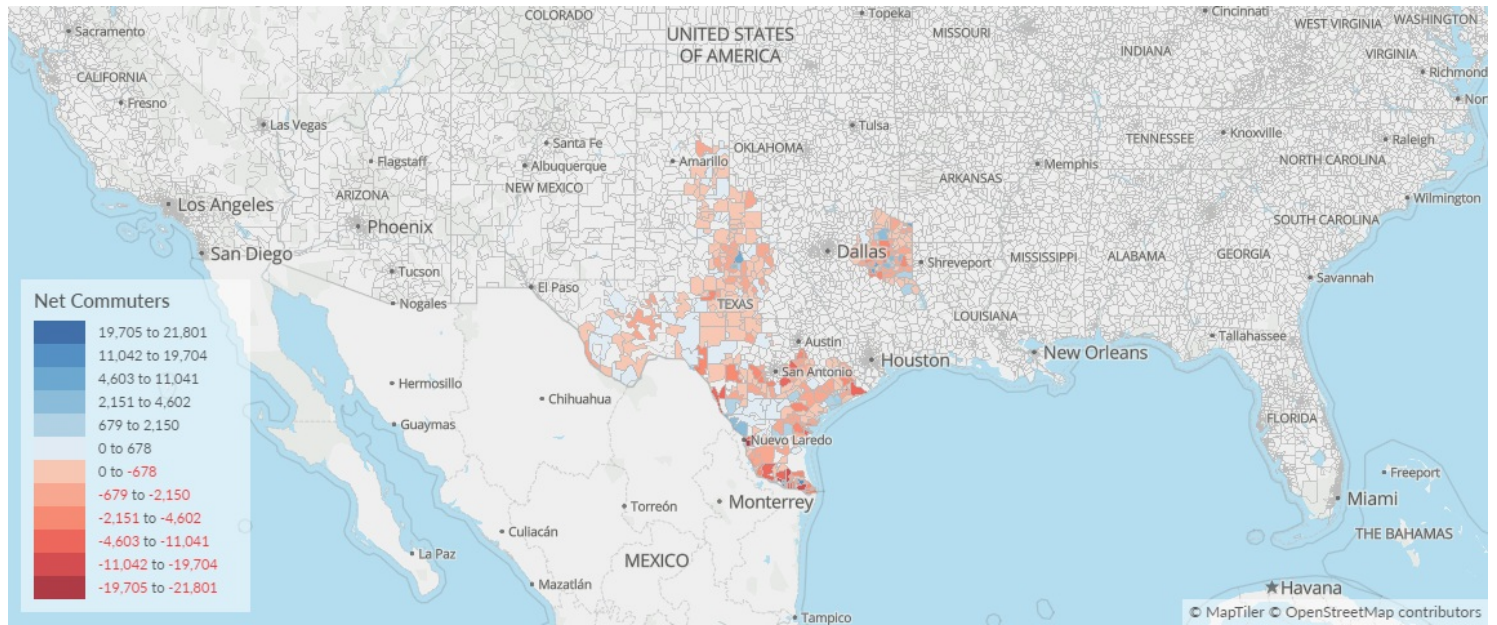 COLORADO
Topeka
Cincinnati
WEST VIRGINIA
WASHINGTON
Sacramento
UNITED STATES
OF AMERICA
MISSOURI
INDIANA
VIRGINIA
CALIFORNIA
Richmond
Fresno
Nor
Las Vegas
Tulsa
TENNESSEE
Knoxville
Raleigh
Santa Fe
OKLAHOMA
Flagstaff
Albuquerque
Amarillo
Memphis
NORTH CAROLINA
ARKANSAS
NEW MEXICO
ARIZONA
Wilmington
Los Angeles
SOUTH CAROLINA
Phoenix
San Diego
Dallas
Shreveport
MISSISSIPPI
ALABAMA
GEORGIA
Tucson
Savannah
El Paso
Nogales
TEXAS
LOUISIANA
Tallahassee
Austin
New Orleans
Houston
San Antonio
Hermosillo
Chihuahua
Guaymas
FLORIDA
Nuevo Laredo
Freeport
Monterrey
Miami
Torreón
Culiacán
THE BAHAMAS
La Paz
MEXICO
Mazatlán
Havana
Tampico
Net Commuters
19,705 to 21,801
11,042 to 19,704
4,603 to 11,041
2,151 to 4,602
679 to 2,150
0 to 678
0 to -678
-679 to -2,150
-2,151 to -4,602
-4,603 to -11,041
-11,042 to -19,704
-19,705 to -21,801
© MapTiler © OpenStreetMap contributors